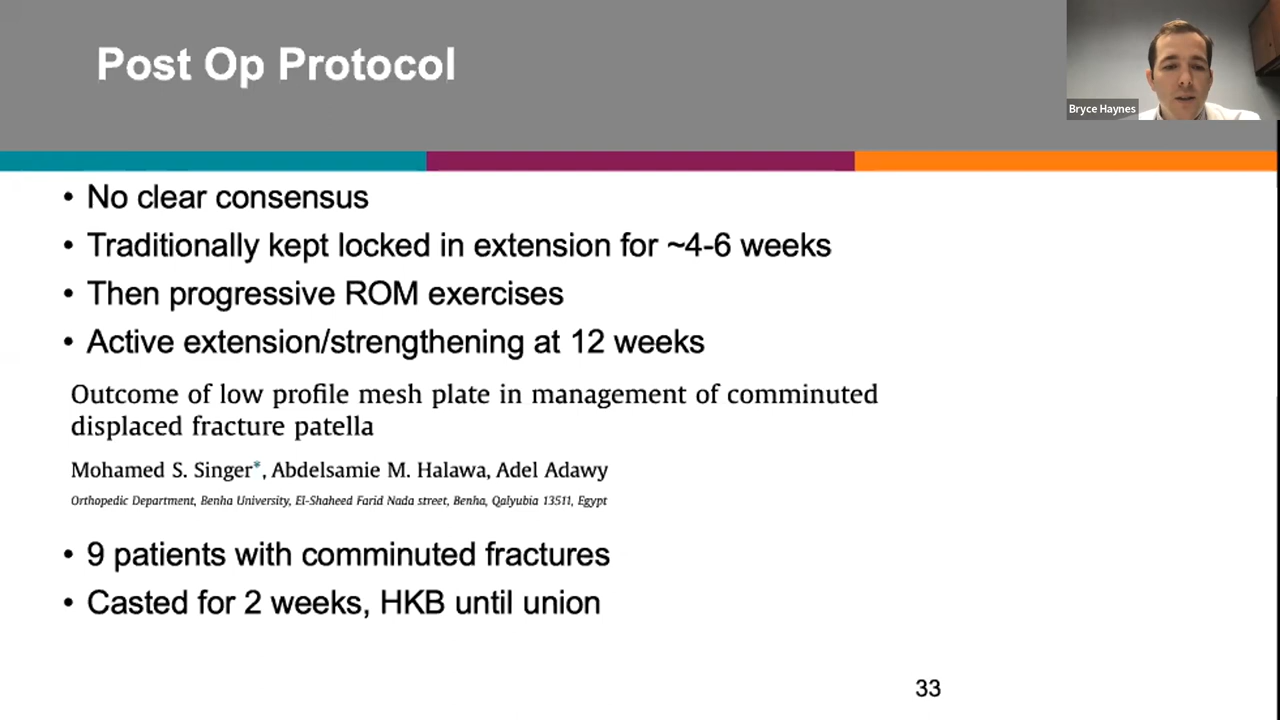 Post Op Protocol
Bryce Haynes
• No clear consensus
• Traditionally kept locked in extension for ~4-6 weeks
• Then progressive ROM exercises
• Active extension/strengthening at 12 weeks
Outcome of low profile mesh plate in management of comminuted
displaced fracture patella
Mohamed S. Singer*, Abdelsamie M. Halawa, Adel Adawy
Orthopedic Department, Benha University, El-Shaheed Farid Nada street, Benha, Qalyubia 13511, Egypt
• 9 patients with comminuted fractures
• Casted for 2 weeks, HKB until union
33